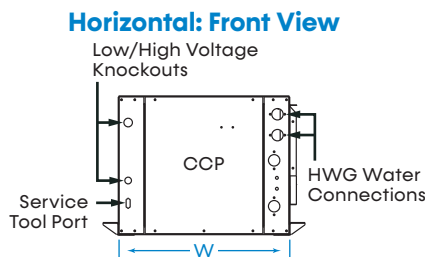 Horizontal: Front View
Low/High Voltage
Knockouts
CCP
HWG Water
Connections
Service
Tool Port
W